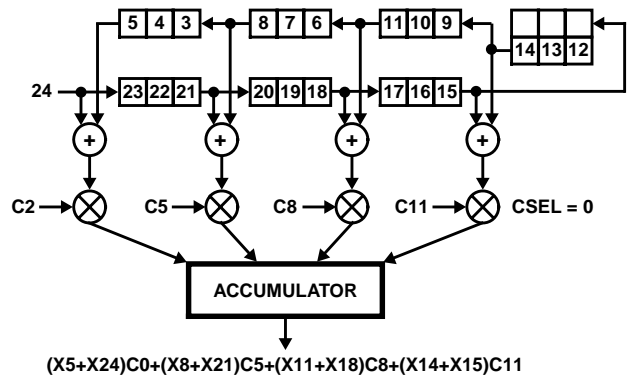 5 4 3 8 7 6 11 10 9
14 13 12
24 23 22 21 20 19 18 17 16 15
+ + + +
C2 C5 C8 C11 CSEL = 0
ACCUMULATOR
(X5+X24)C0+(X8+X21)C5+(X11+X18)C8+(X14+X15)C11